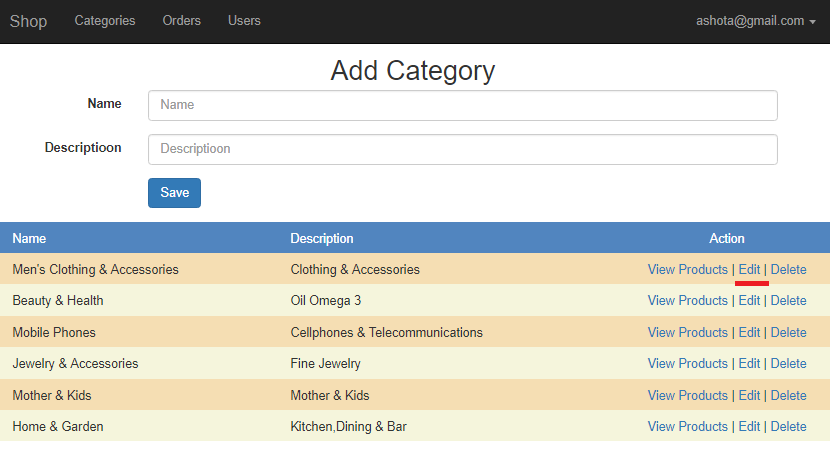 Shop Categories Orders Users ashota@gmail.com
Add Category
Name Name
Descriptioon Descriptioon
Save
Name Description Action
Men's Clothing & Accessories Clothing & Accessories View Products | Edit | Delete
Beauty & Health Oil Omega 3 View Products | Edit | Delete
Mobile Phones Cellphones & Telecommunications View Products | Edit | Delete
Jewelry & Accessories Fine Jewelry View Products | Edit | Delete
Mother & Kids Mother & Kids View Products | Edit | Delete
Home & Garden Kitchen,Dining & Bar View Products | Edit | Delete